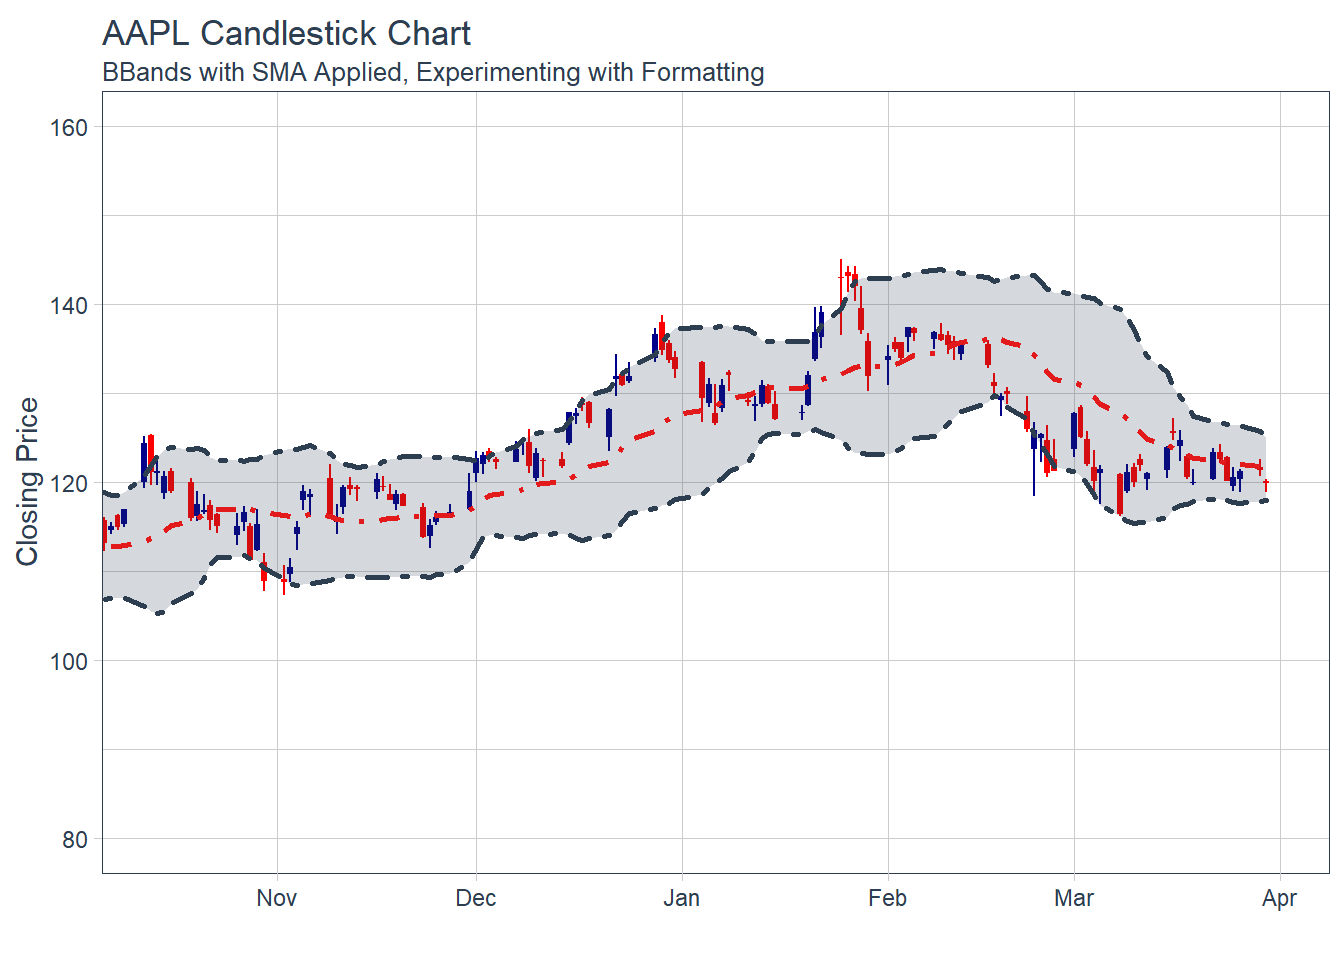 AAPL Candlestick Chart
BBands with SMA Applied, Experimenting with Formatting
Closing Price
160
140
120
100
80
Nov Dec Jan Feb Mar Apr